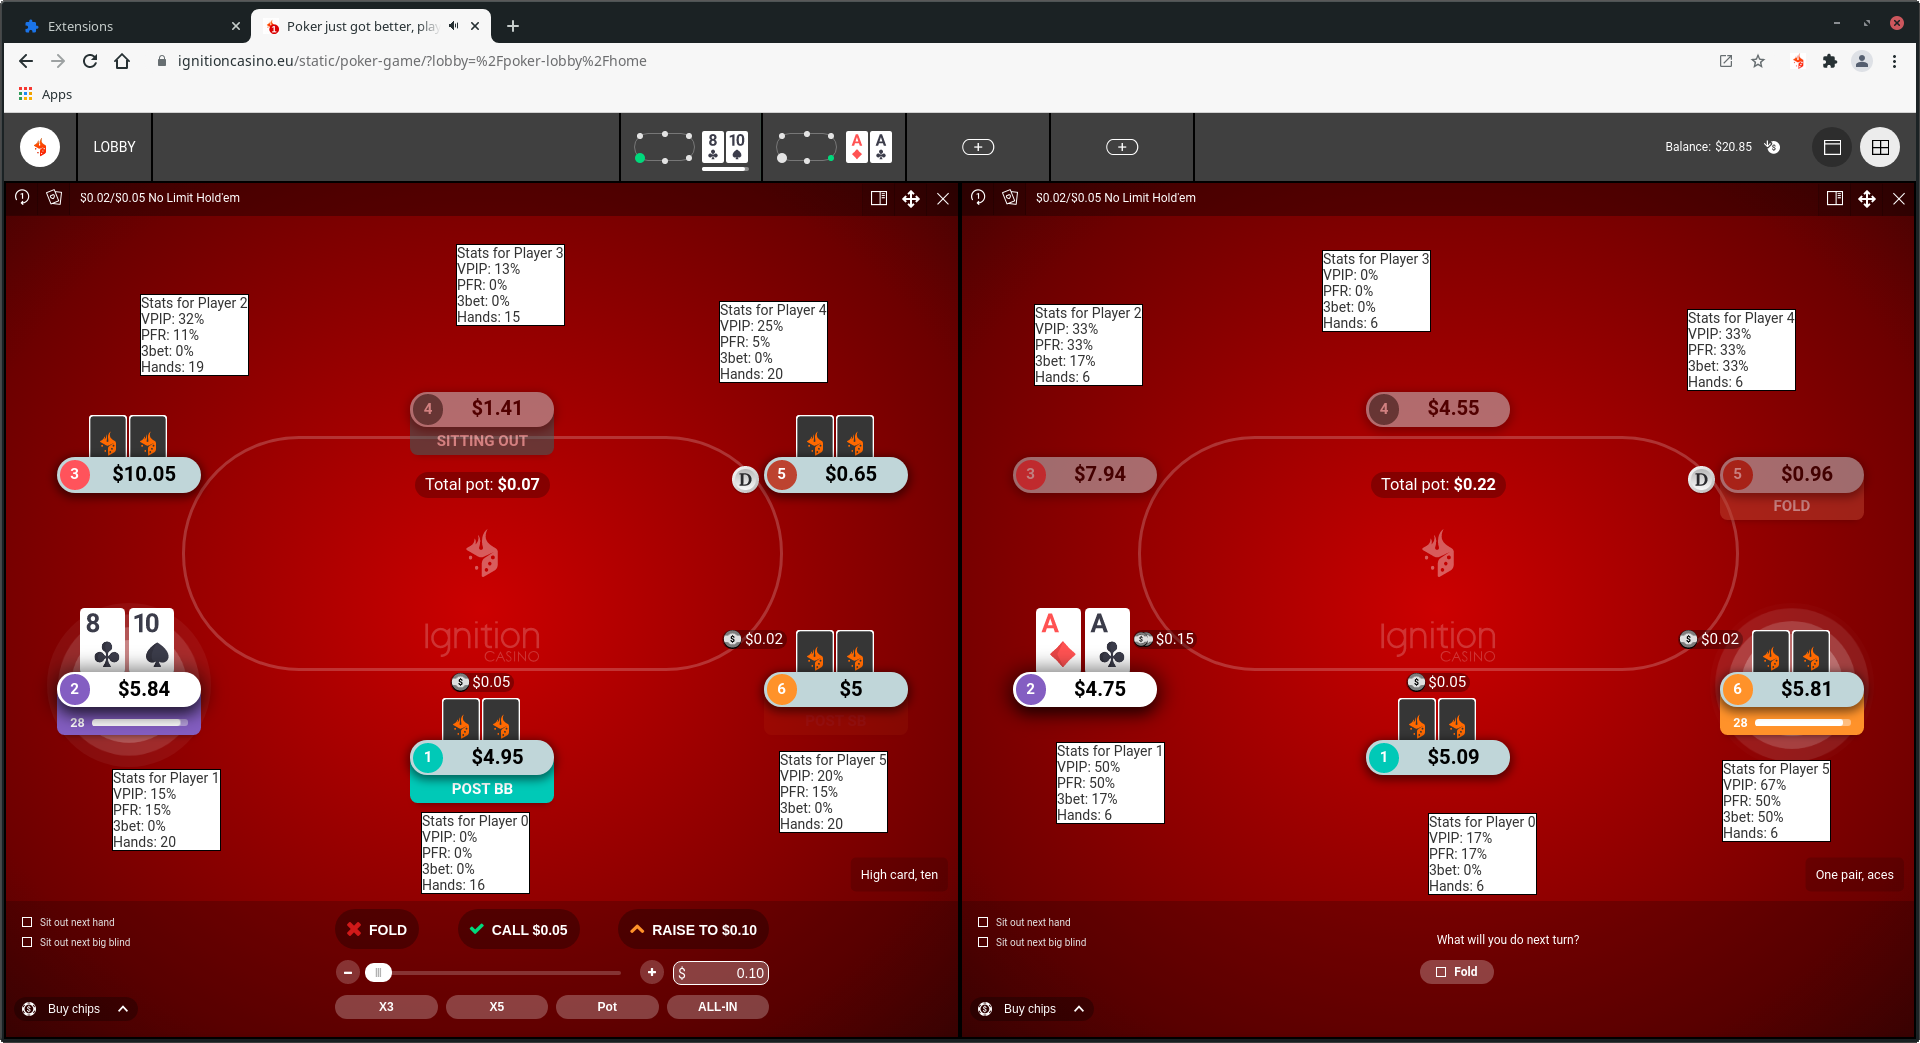 Extensions
Poker just got better, pla
ignitioncasino.eu/static/poker-game/?lobby=%2Fpoker-lobby%2Fhome
Apps
LOBBY
8 10
A A
Balance: $20.85
$0.02/$0.05 No Limit Hold'em
Stats for Player 3
VPIP: 13%
PFR: 0%
3bet: 0%
Hands: 15
Stats for Player 2
VPIP: 32%
PFR: 11%
3bet: 0%
Hands: 19
Stats for Player 4
VPIP: 25%
PFR: 5%
3bet: 0%
Hands: 20
4 $1.41
SITTING OUT
3 $10.05
Total pot: $0.07
D
5 $0.65
8 10
2 $5.84
28
Ignition
CASINO
$0.02
6 $5
POST SB
$0.05
1 $4.95
POST BB
Stats for Player 1
VPIP: 15%
PFR: 15%
3bet: 0%
Hands: 20
Stats for Player 5
VPIP: 20%
PFR: 15%
3bet: 0%
Hands: 20
Stats for Player 0
VPIP: 0%
PFR: 0%
3bet: 0%
Hands: 16
High card, ten
Sit out next hand
Sit out next big blind
FOLD
CALL $0.05
RAISE TO $0.10
$ 0.10
X3
X5
Pot
ALL-IN
Buy chips
$0.02/$0.05 No Limit Hold'em
Stats for Player 3
VPIP: 0%
PFR: 0%
3bet: 0%
Hands: 6
Stats for Player 2
VPIP: 33%
PFR: 33%
3bet: 17%
Hands: 6
Stats for Player 4
VPIP: 33%
PFR: 33%
3bet: 33%
Hands: 6
4 $4.55
3 $7.94
Total pot: $0.22
D
5 $0.96
FOLD
A A
$0.15
2 $4.75
Ignition
CASINO
$0.02
6 $5.81
28
$0.05
1 $5.09
Stats for Player 1
VPIP: 50%
PFR: 50%
3bet: 17%
Hands: 6
Stats for Player 5
VPIP: 67%
PFR: 50%
3bet: 50%
Hands: 6
Stats for Player 0
VPIP: 17%
PFR: 17%
3bet: 0%
Hands: 6
One pair, aces
Sit out next hand
Sit out next big blind
What will you do next turn?
Fold
Buy chips